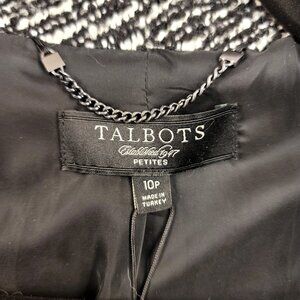 TALBOTS
Established 1947
PETITES
10P
MADE IN
TURKEY